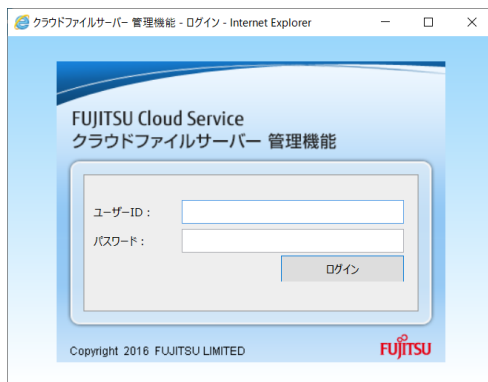 クラウドファイルサーバー 管理機能 - ログイン - Internet Explorer
FUJITSU Cloud Service
クラウドファイルサーバー 管理機能
ユーザーID：
パスワード：
ログイン
Copyright 2016 FUJITSU LIMITED
FUJITSU